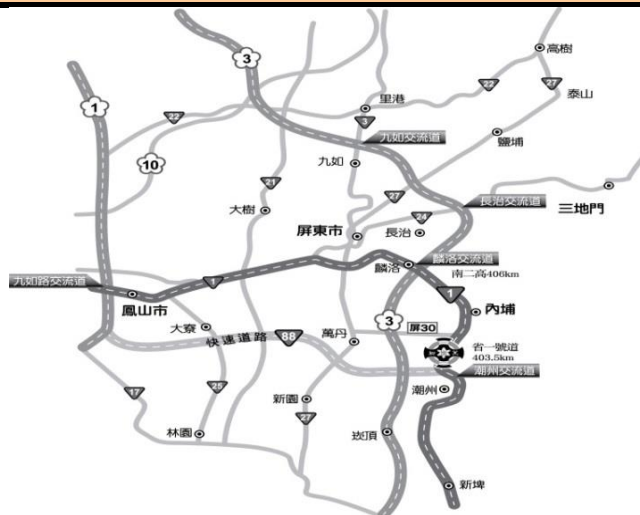 高樹
3
22
27
泰山
1
里港
22
3
鹽埔
九如交流道
10
九如
21
27
長治交流道
三地門
大樹
24
屏東市
長治
麟洛交流道
麟洛
南二高406km
九如路交流道
1
1
鳳山市
內埔
3
屏30
大寮
快速道路
88
萬丹
省一號道
403.5km
潮州交流道
17
25
新園
潮州
27
林園
崁頂
新埤